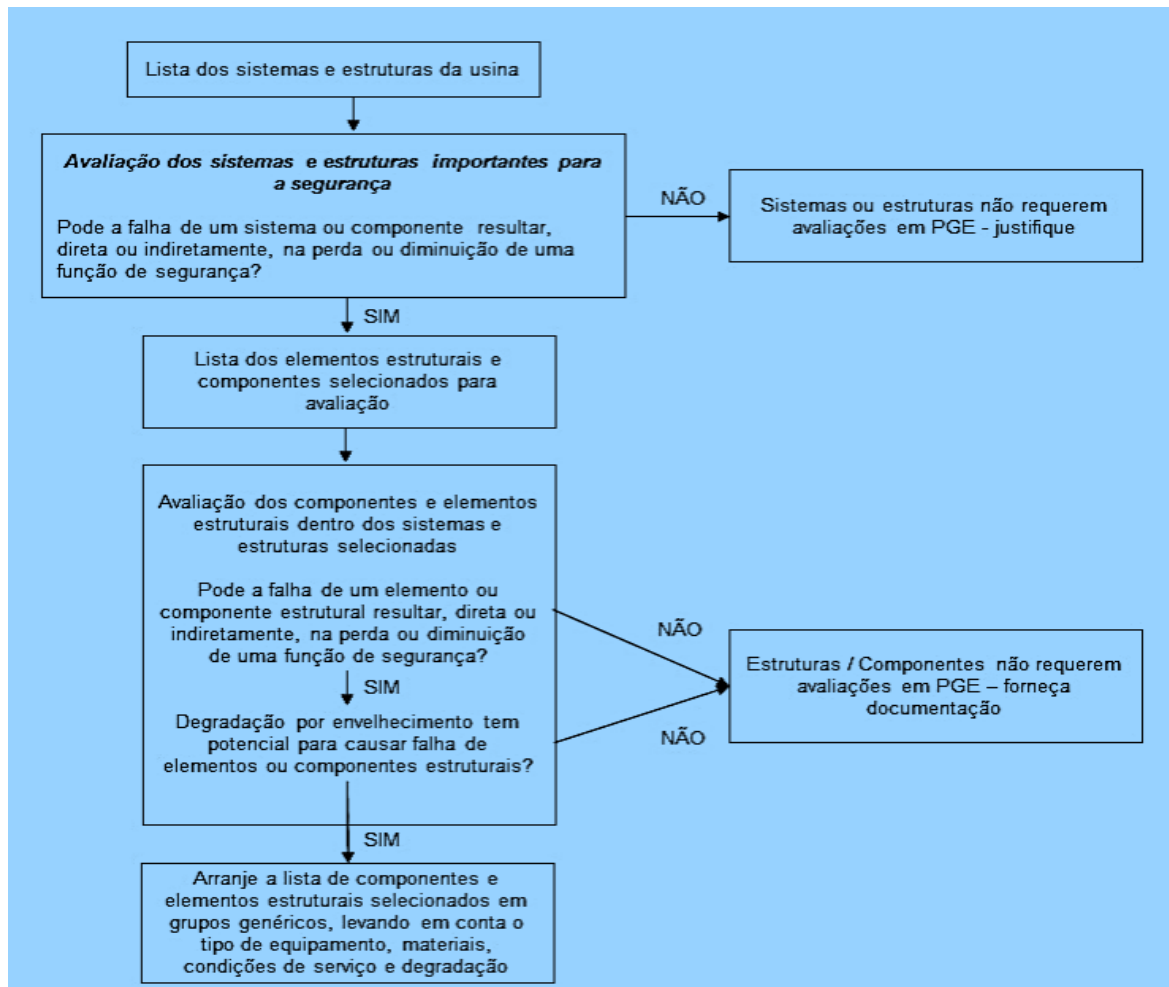 Lista dos sistemas e estruturas da usina
Avaliação dos sistemas e estruturas importantes para
a segurança
Pode a falha de um sistema ou componente resultar,
direta ou indiretamente, na perda ou diminuição de uma
função de segurança?
NÃO
Sistemas ou estruturas não requerem
avaliações em PGE - justifique
SIM
Lista dos elementos estruturais e
componentes selecionados para
avaliação
Avaliação dos componentes e elementos
estruturais dentro dos sistemas e
estruturas selecionadas
Pode a falha de um elemento ou
componente estrutural resultar, direta ou
indiretamente, na perda ou diminuição
de uma função de segurança?
NÃO
SIM
Degradação por envelhecimento tem
potencial para causar falha de
elementos ou componentes estruturais?
NÃO
Estruturas / Componentes não requerem
avaliações em PGE – forneça
documentação
SIM
Arranje a lista de componentes e
elementos estruturais selecionados em
grupos genéricos, levando em conta o
tipo de equipamento, materiais,
condições de serviço e degradação